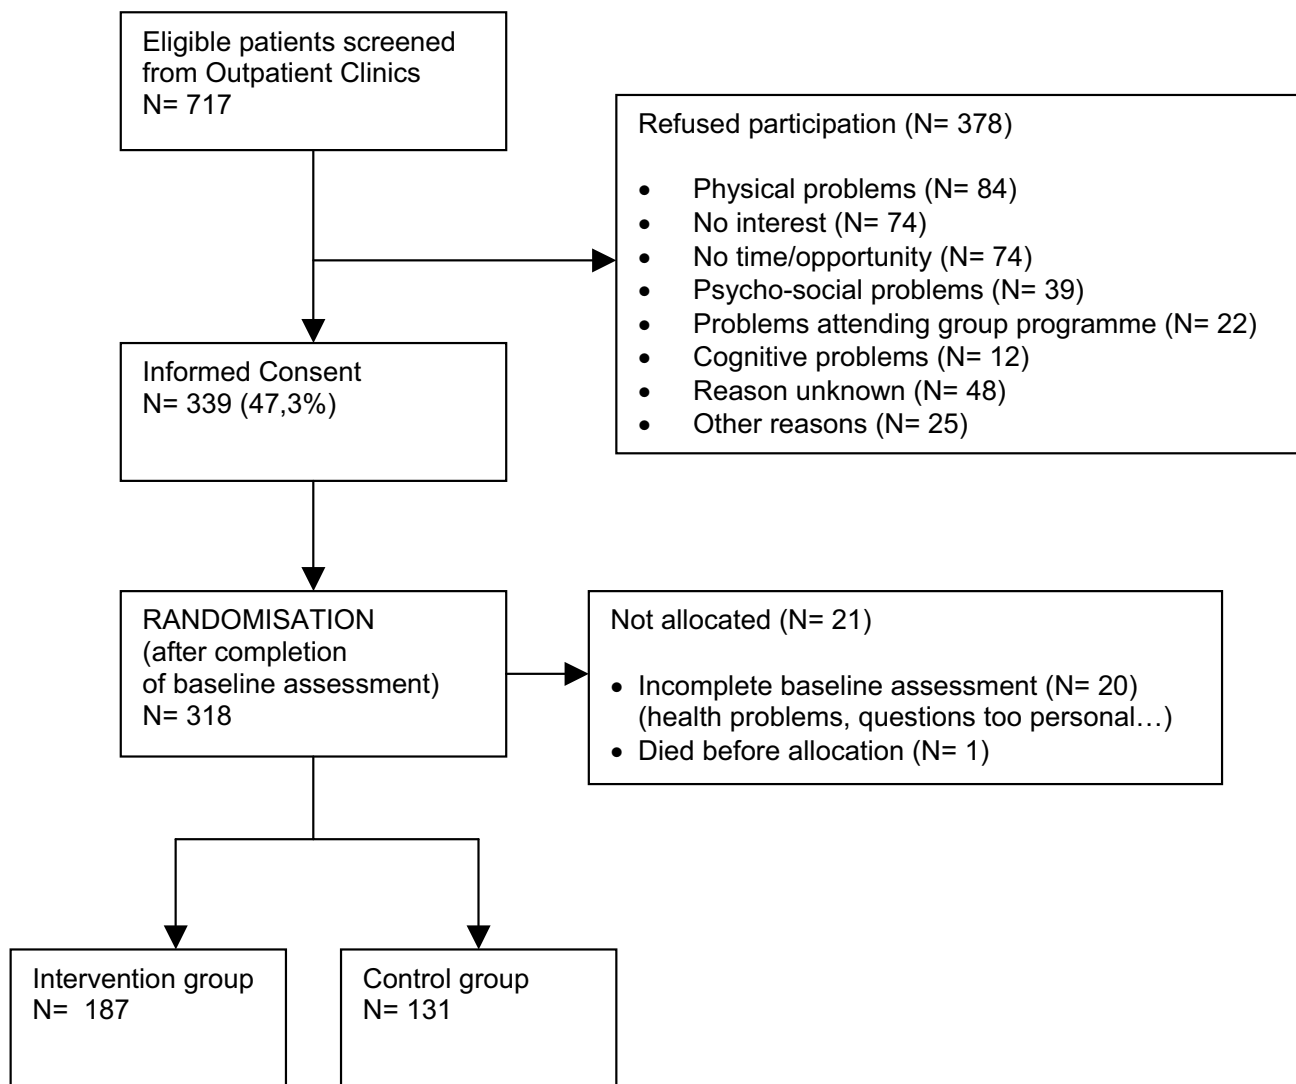 Eligible patients screened
from Outpatient Clinics
N= 717
Refused participation (N= 378)
• Physical problems (N= 84)
• No interest (N= 74)
• No time/opportunity (N= 74)
• Psycho-social problems (N= 39)
• Problems attending group programme (N= 22)
• Cognitive problems (N= 12)
• Reason unknown (N= 48)
• Other reasons (N= 25)
Informed Consent
N= 339 (47,3%)
RANDOMISATION
(after completion
of baseline assessment)
N= 318
Not allocated (N= 21)
• Incomplete baseline assessment (N= 20)
(health problems, questions too personal…)
• Died before allocation (N= 1)
Intervention group
N=  187
Control group
N= 131